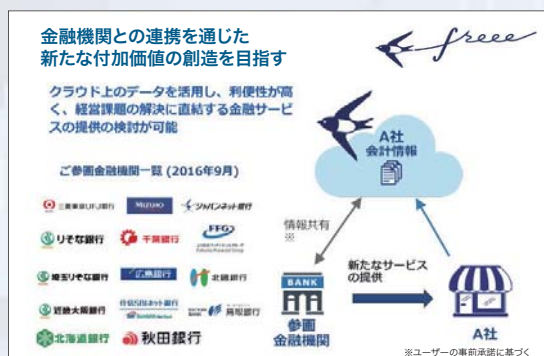 金融機関との連携を通じた
新たな付加価値の創造を目指す
freee
クラウド上のデータを活用し、利便性が高
く、経営課題の解決に直結する金融サービ
スの提供の検討が可能
ご参画金融機関一覧 (2016年9月)
三菱東京UFJ銀行 MIZUHO ジャパンネット銀行
りそな銀行 千葉銀行 FFG
埼玉りそな銀行 広島銀行 北國銀行
近畿大阪銀行 住信SBIネット銀行 鳥取銀行
北海道銀行 秋田銀行
A社
会計情報
情報共有
※
新たなサービス
の提供
BANK
参画
金融機関
A社
※ユーザーの事前承諾に基づく